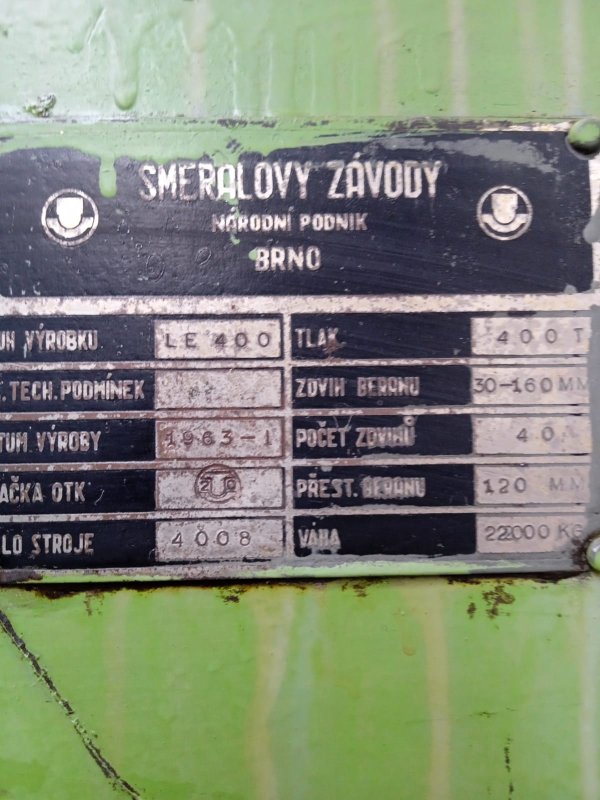 SMERALOVY ZÁVODY
NÁRODNÍ PODNIK
BRNO
UH VÝROBKU LE 400 TLAK 400 T
. TECH. PODMÍNEK ZDVIH BERANU 30-160 MM
TUM VÝROBY 1963-1 POČET ZDVIHŮ 40
AČKA OTK PŘEST. BERANU 120 MM
LO STROJE 4008 VÁHA 22000 KG